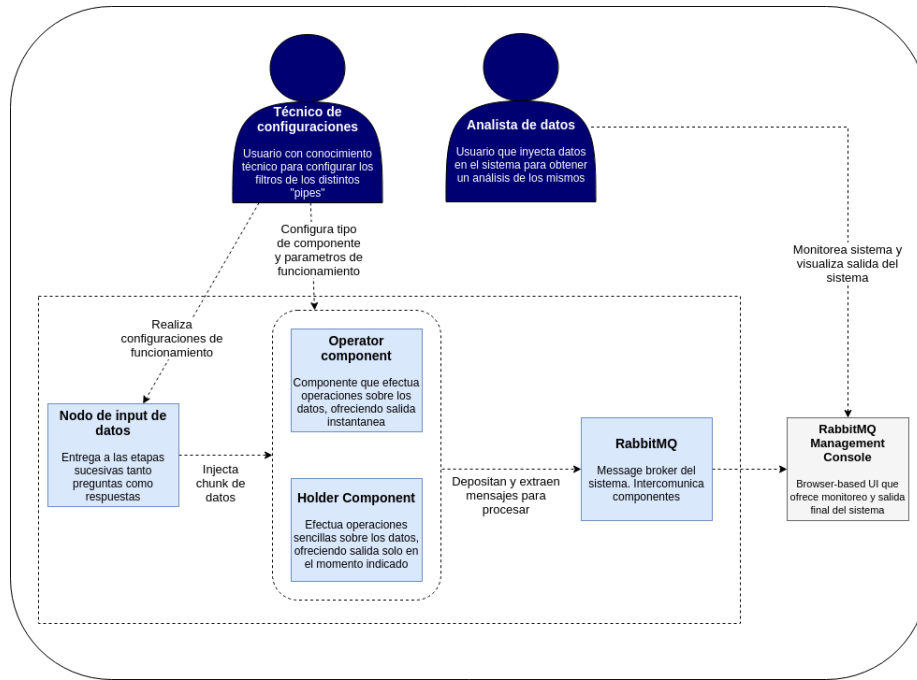 Técnico de
configuraciones
Usuario con conocimiento
técnico para configurar los
filtros de los distintos
"pipes"
Analista de datos
Usuario que inyecta datos
en el sistema para obtener
un análisis de los mismos
Configura tipo
de componente
y parametros de
funcionamiento
Monitorea sistema y
visualiza salida del
sistema
Realiza
configuraciones de
funcionamiento
Nodo de input de
datos
Entrega a las etapas
sucesivas tanto
preguntas como
respuestas
Injecta
chunk de
datos
Operator
component
Componente que efectua
operaciones sobre los
datos, ofreciendo salida
instantanea
Holder Component
Efectua operaciones
sencillas sobre los datos,
ofreciendo salida solo en
el momento indicado
Depositan y extraen
mensajes para
procesar
RabbitMQ
Message broker del
sistema. Intercomunica
componentes
RabbitMQ
Management
Console
Browser-based UI que
ofrece monitoreo y salida
final del sistema